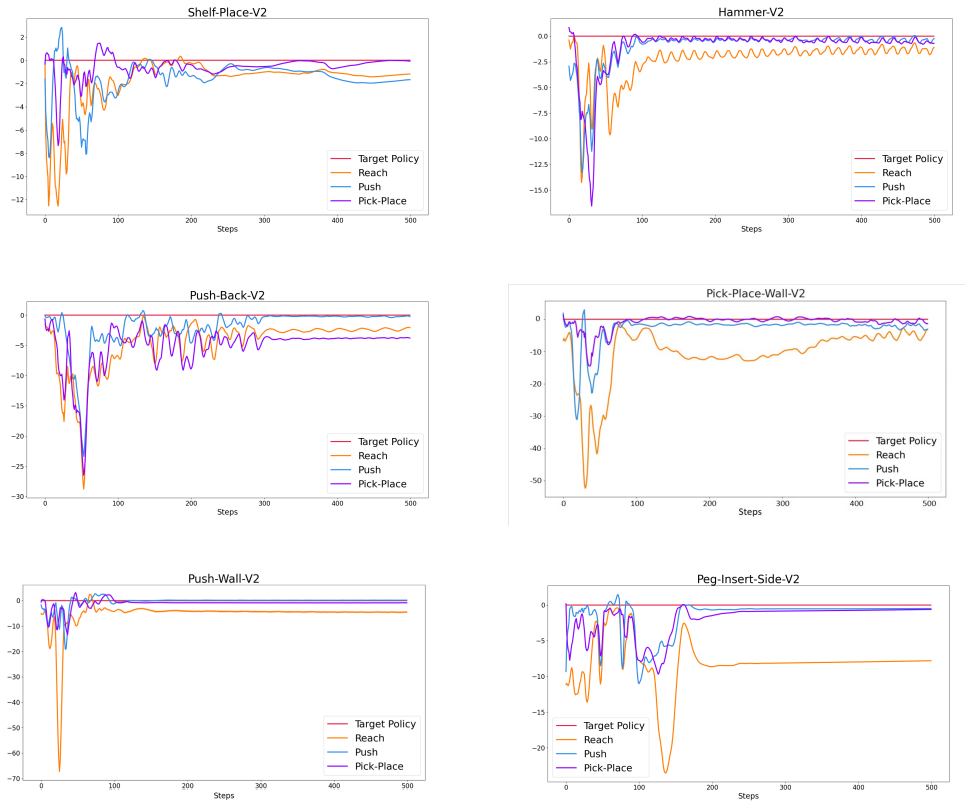 Shelf-Place-V2
2
0
−2
−4
−6
−8
−10
−12
Target Policy
Reach
Push
Pick-Place
0 100 200 300 400 500
Steps
Hammer-V2
0.0
−2.5
−5.0
−7.5
−10.0
−12.5
−15.0
Target Policy
Reach
Push
Pick-Place
0 100 200 300 400 500
Steps
Push-Back-V2
0
−5
−10
−15
−20
−25
−30
Target Policy
Reach
Push
Pick-Place
0 100 200 300 400 500
Steps
Pick-Place-Wall-V2
0
−10
−20
−30
−40
−50
Target Policy
Reach
Push
Pick-Place
0 100 200 300 400 500
Steps
Push-Wall-V2
0
−10
−20
−30
−40
−50
−60
−70
Target Policy
Reach
Push
Pick-Place
0 100 200 300 400 500
Steps
Peg-Insert-Side-V2
0
−5
−10
−15
−20
Target Policy
Reach
Push
Pick-Place
0 100 200 300 400 500
Steps